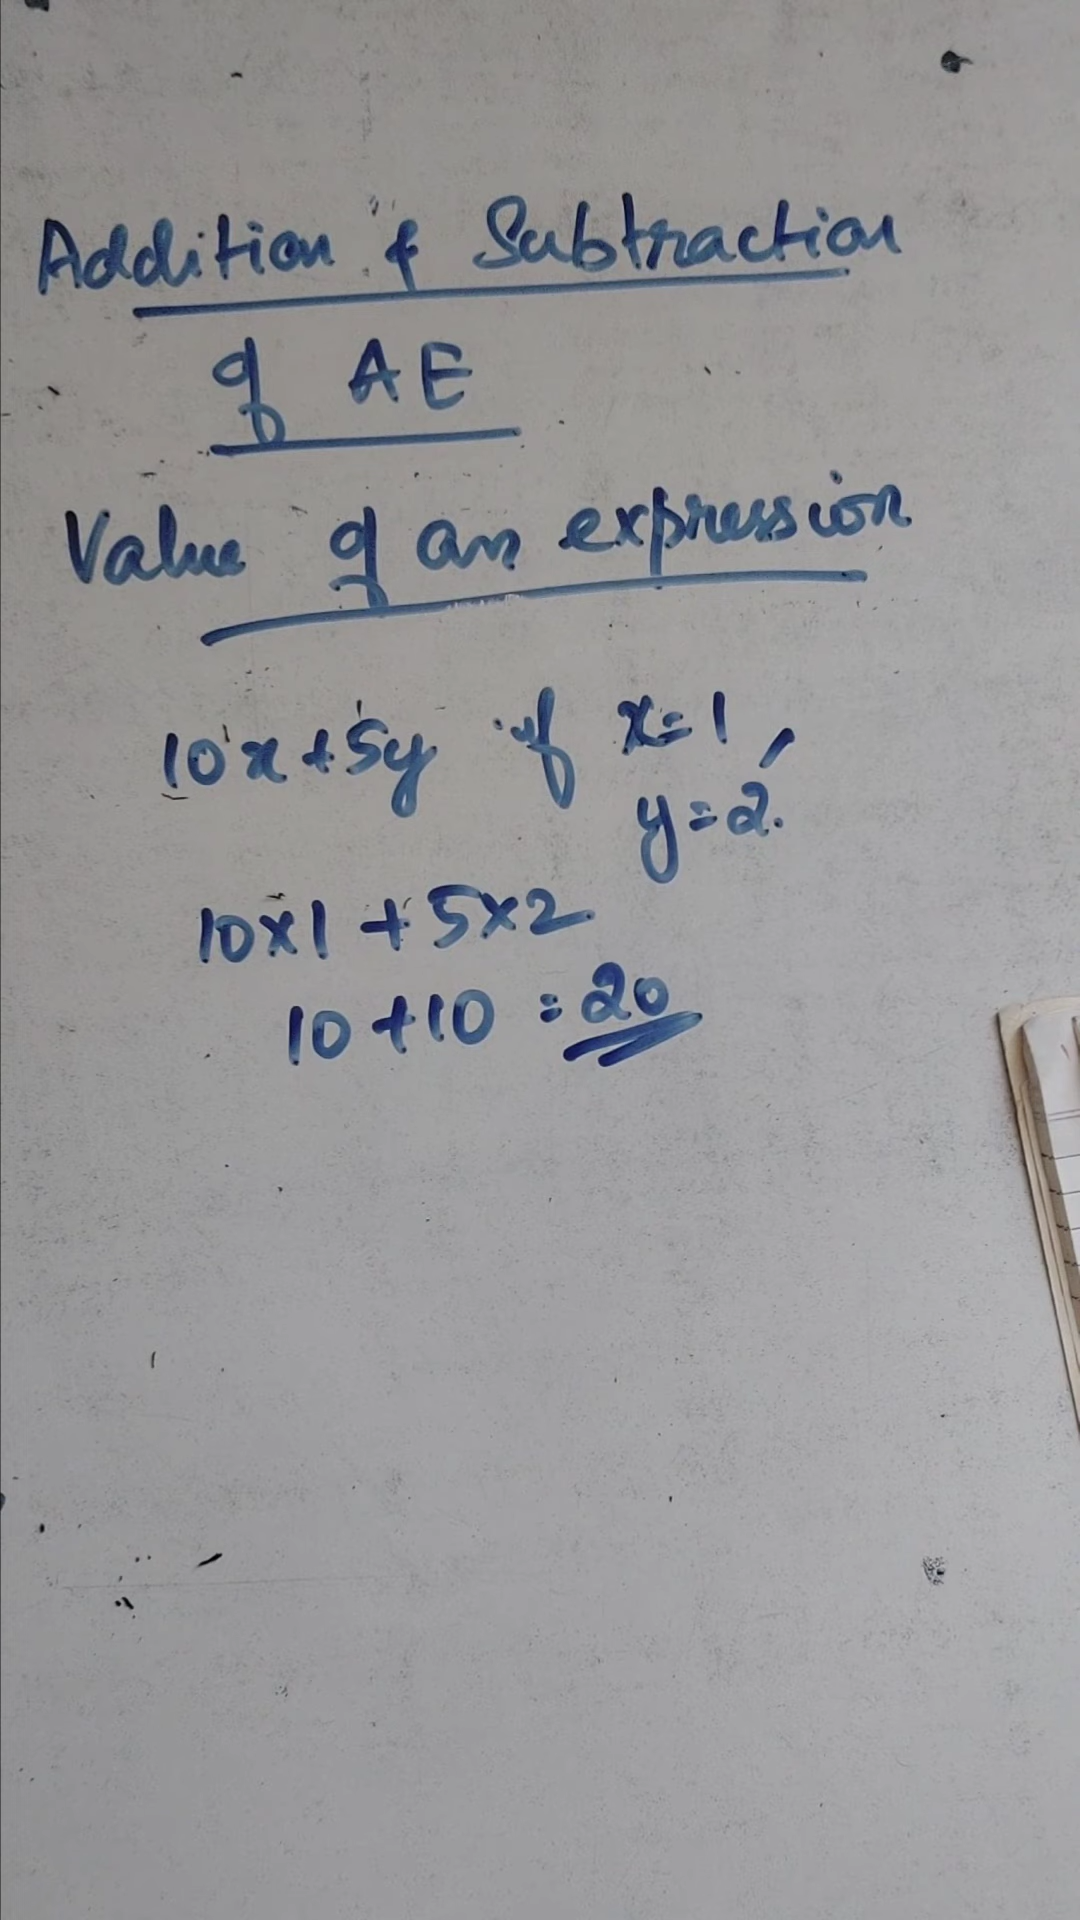 Addition & Subtraction
of AE
Value of an expression
10x+5y if x=1,
y=2.
10×1+5×2
10+10=20